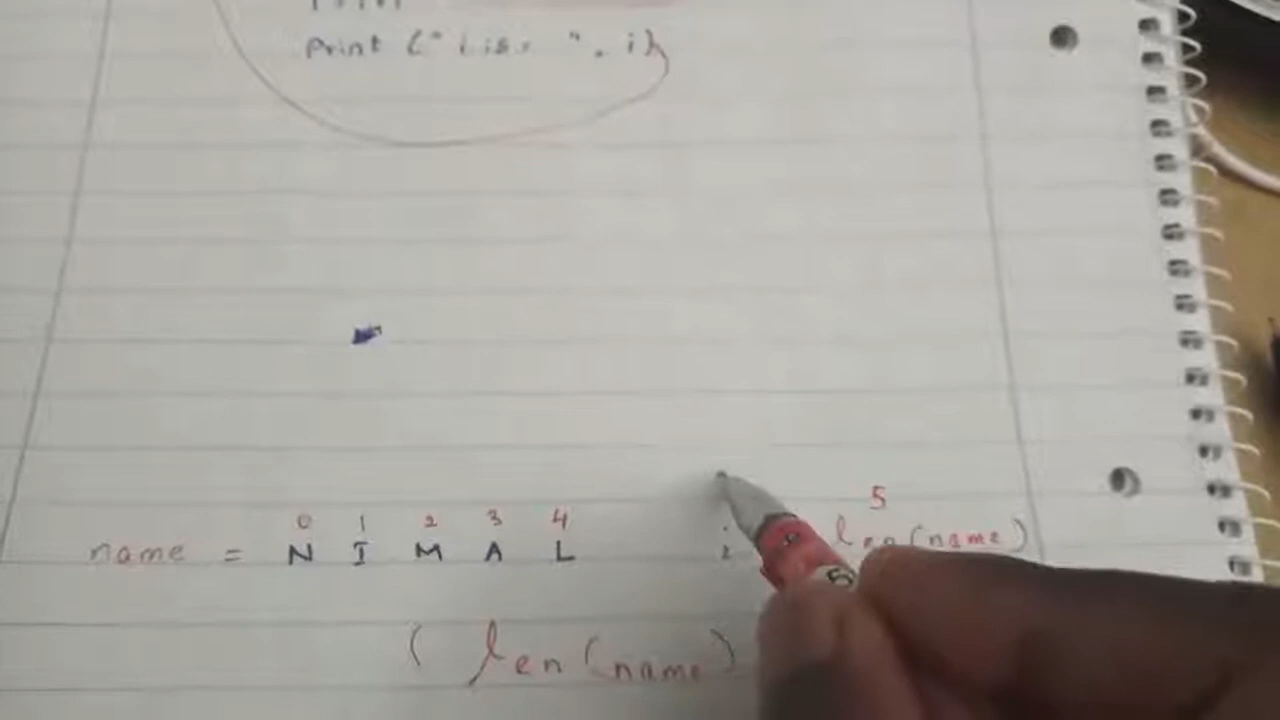 Print (" i is: ", i)
5
0 1 2 3 4
name = N I M A L i len(name)
( len(name)